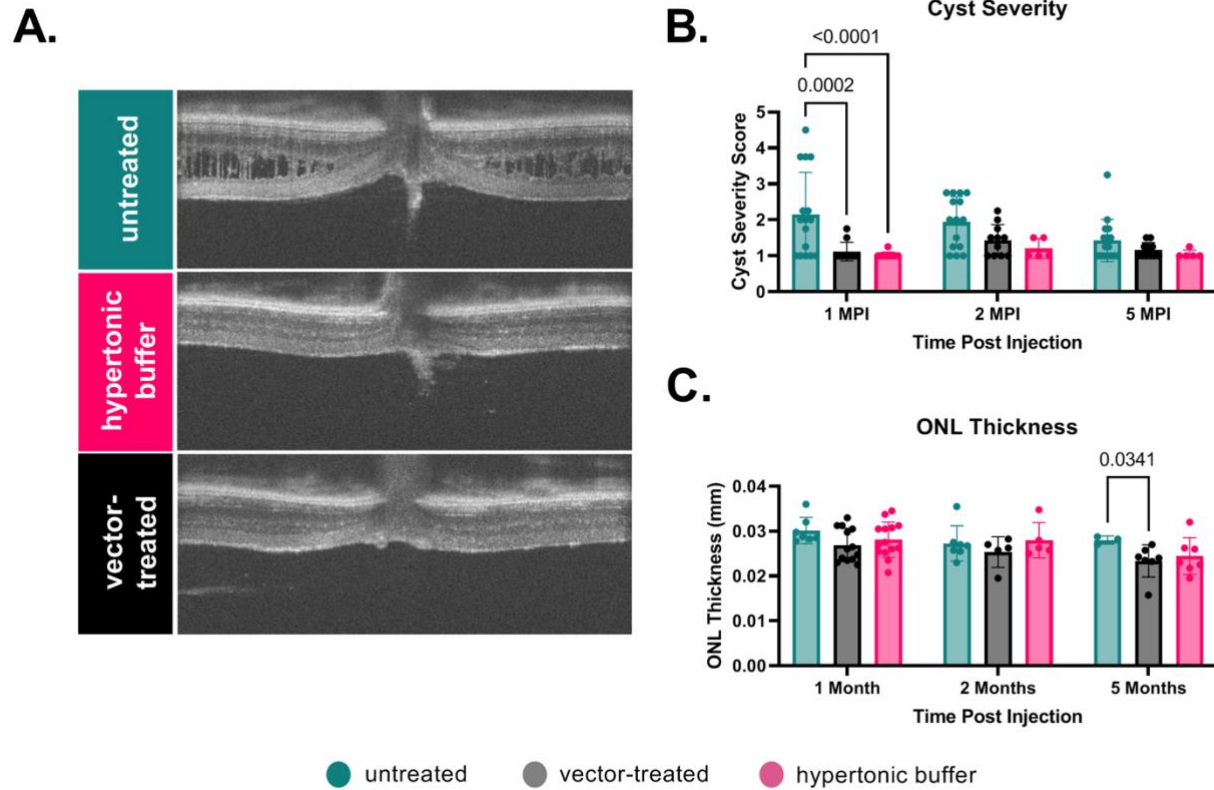 A.
untreated
hypertonic
buffer
vector-
treated
B.
Cyst Severity
<0.0001
0.0002
Cyst Severity Score
5
4
3
2
1
0
1 MPI
2 MPI
5 MPI
Time Post Injection
C.
ONL Thickness
0.0341
ONL Thickness (mm)
0.04
0.03
0.02
0.01
0.00
1 Month
2 Months
5 Months
Time Post Injection
untreated
vector-treated
hypertonic buffer